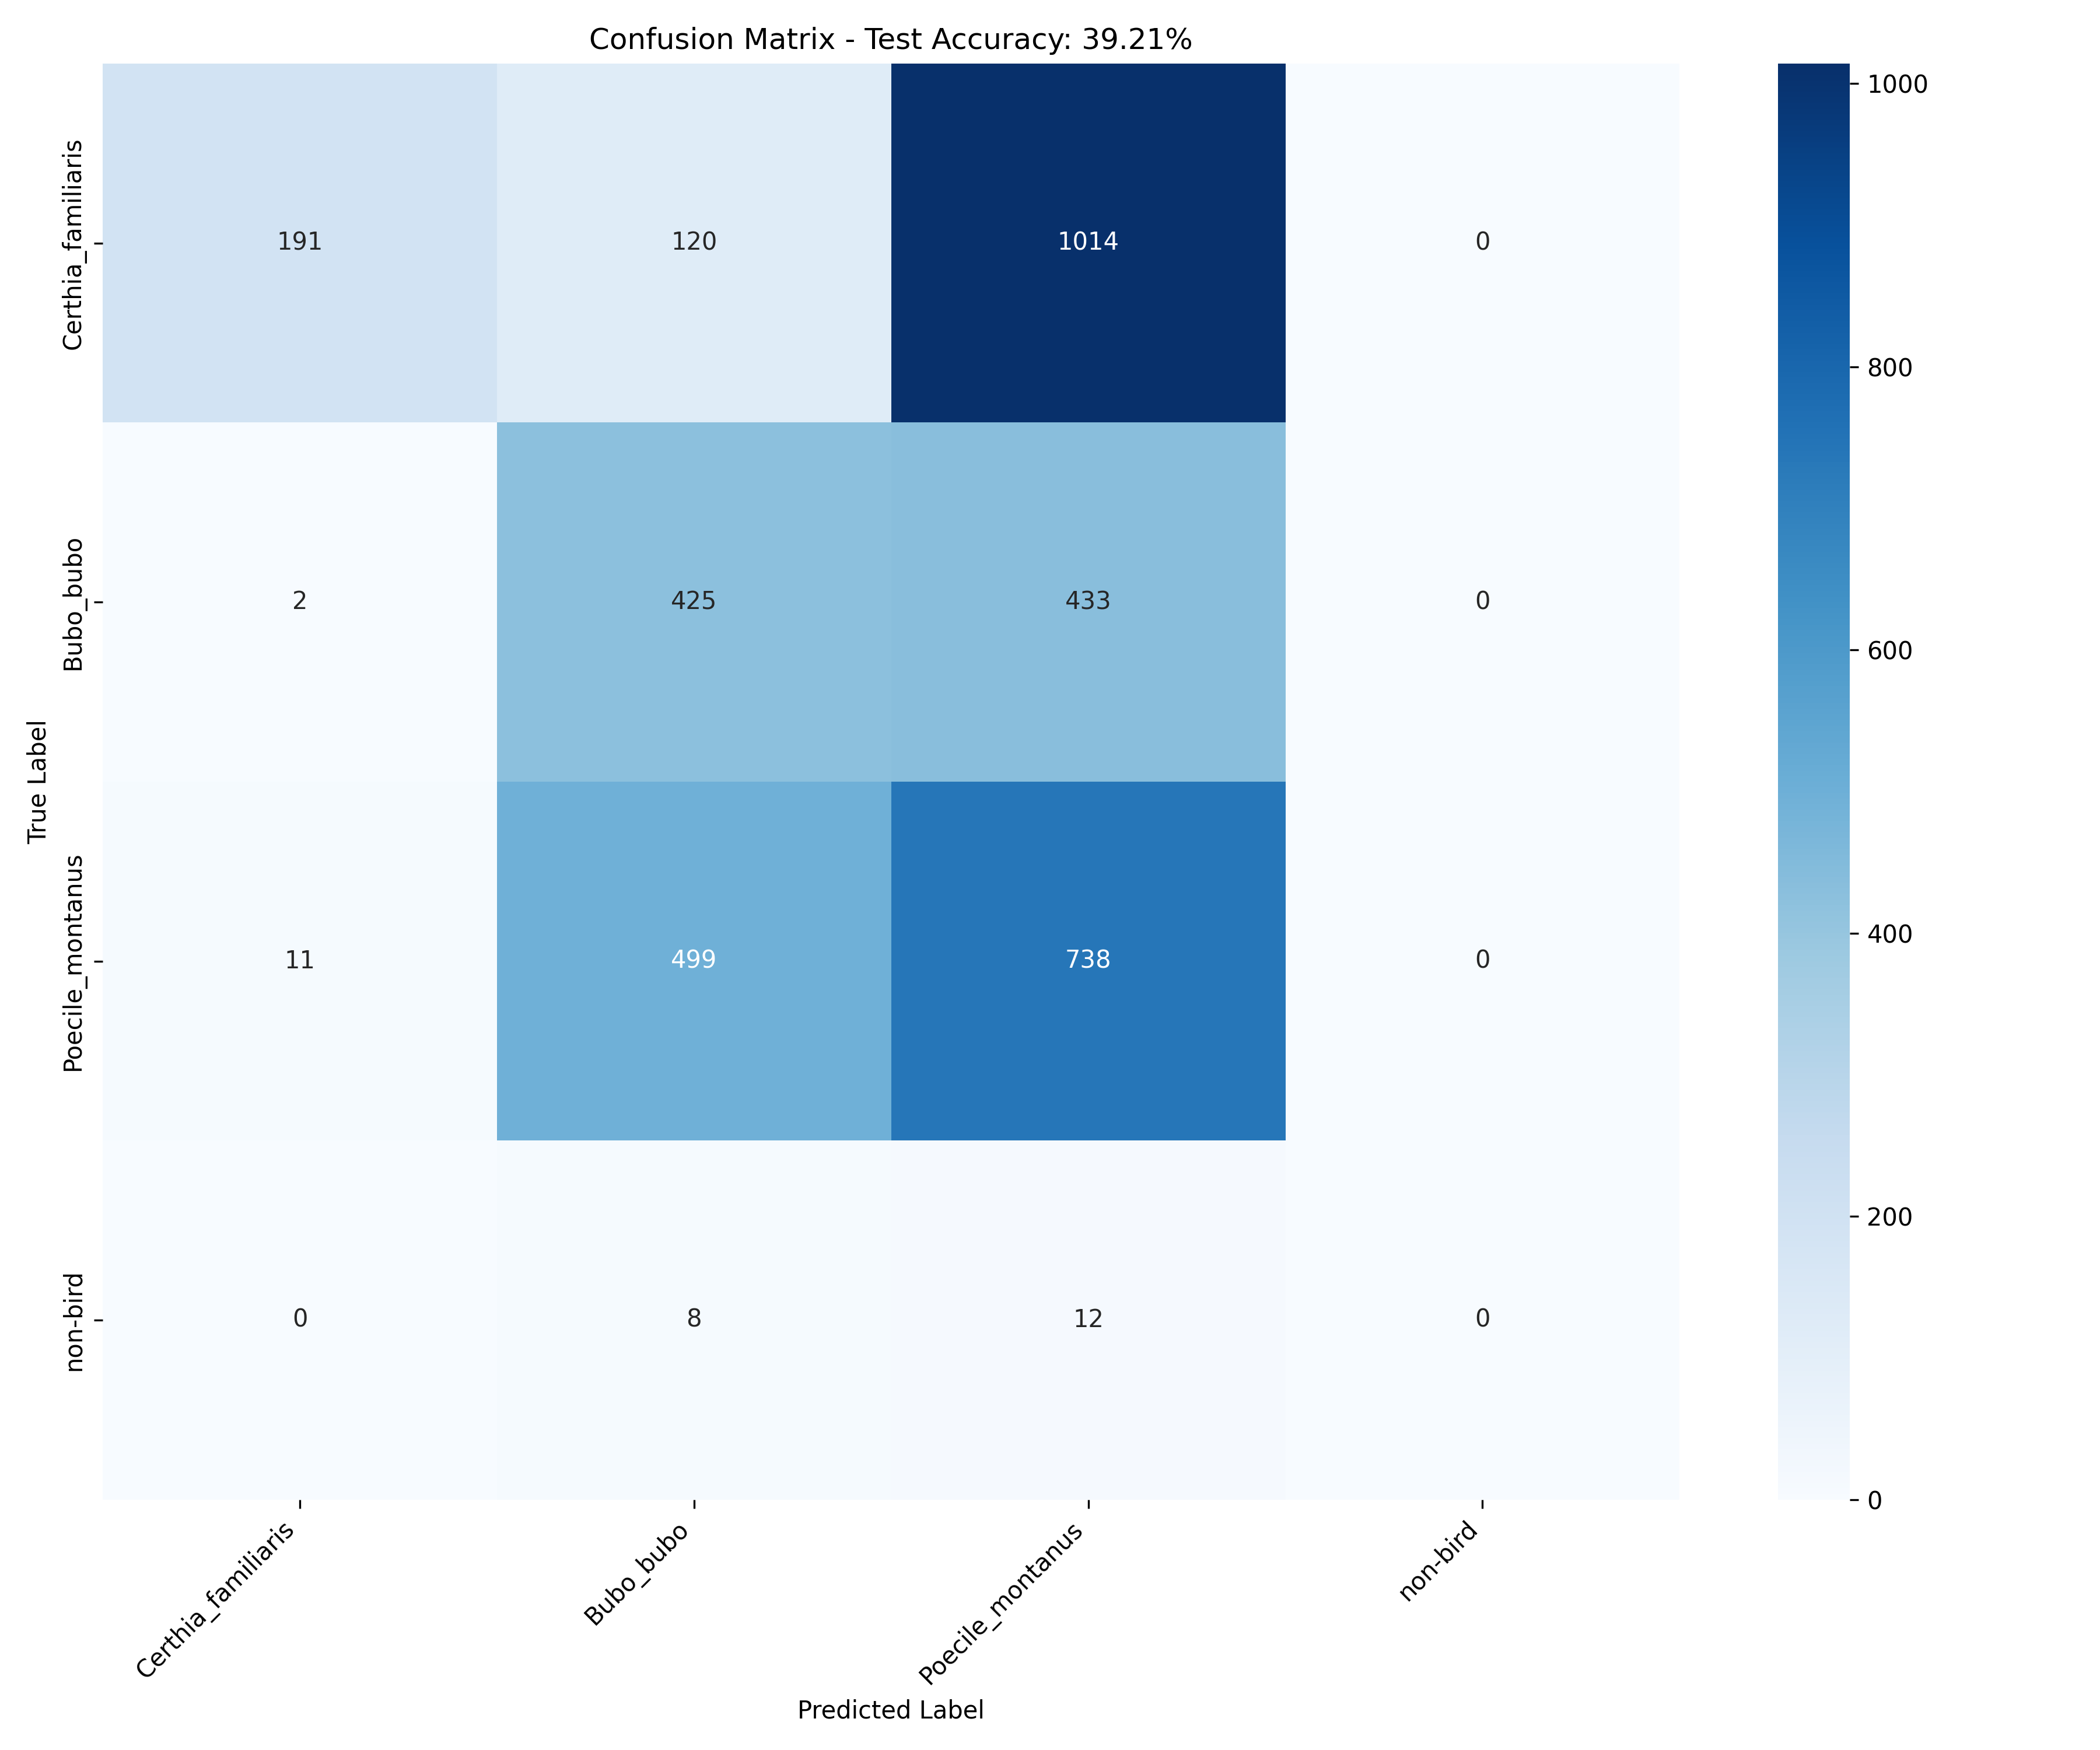 Confusion Matrix - Test Accuracy: 39.21%
True Label
Certhia_familiaris
191 120 1014 0
Bubo_bubo
2 425 433 0
Poecile_montanus
11 499 738 0
non-bird
0 8 12 0
Certhia_familiaris
Bubo_bubo
Poecile_montanus
non-bird
Predicted Label
1000
800
600
400
200
0